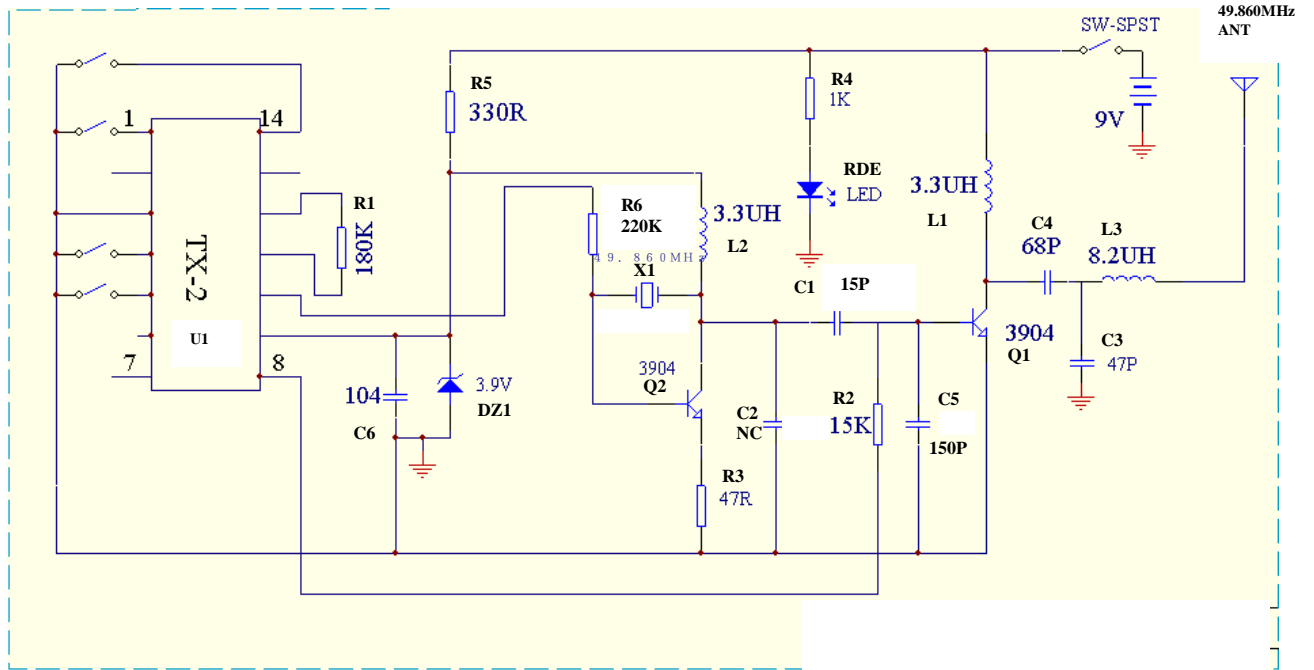 49.860MHz
ANT
SW-SPST
9V
R5
330R
R4
1K
RDE
LED
3.3UH
L1
C4
68P
L3
8.2UH
1
14
R1
180K
TX-2
U1
7
8
R6
220K
3.3UH
L2
49.860MHz
X1
C1
15P
3904
Q1
C3
47P
104
C6
3.9V
DZ1
3904
Q2
C2
NC
R2
15K
C5
150P
R3
47R